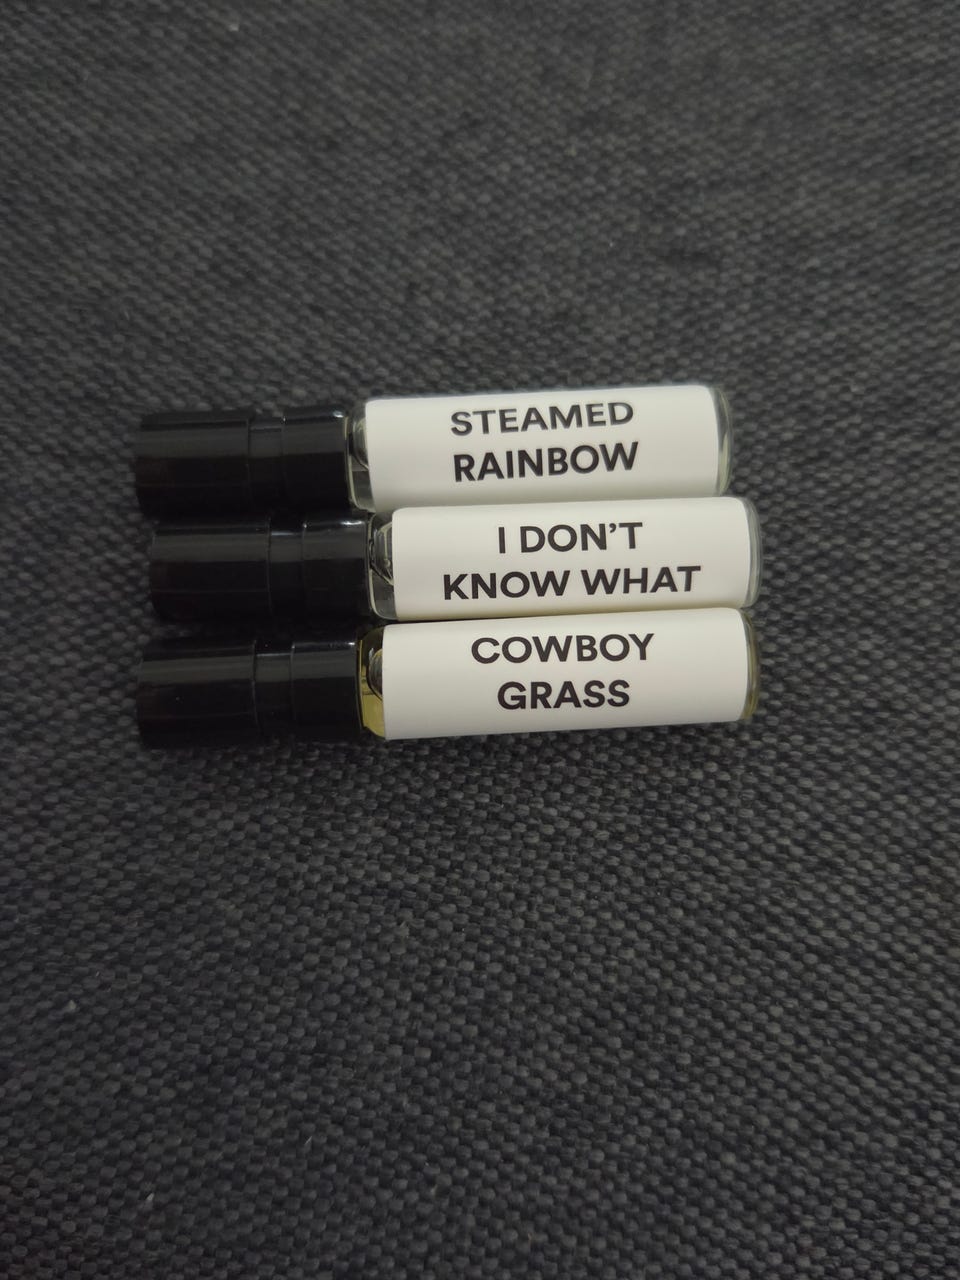 STEAMED
RAINBOW
I DON'T
KNOW WHAT
COWBOY
GRASS